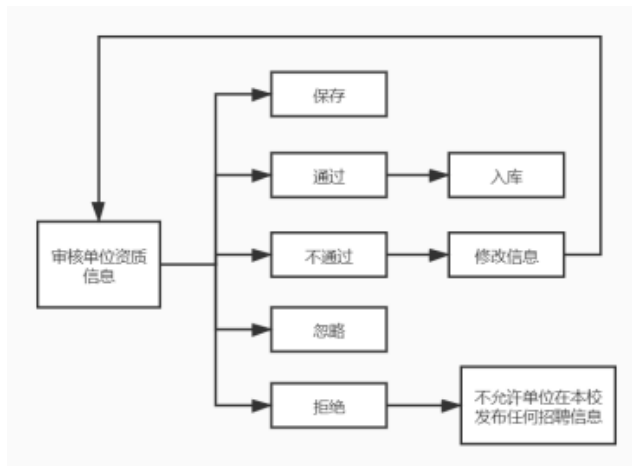 保存
通过
入库
审核单位资质
信息
不通过
修改信息
忽略
拒绝
不允许单位在本校
发布任何招聘信息